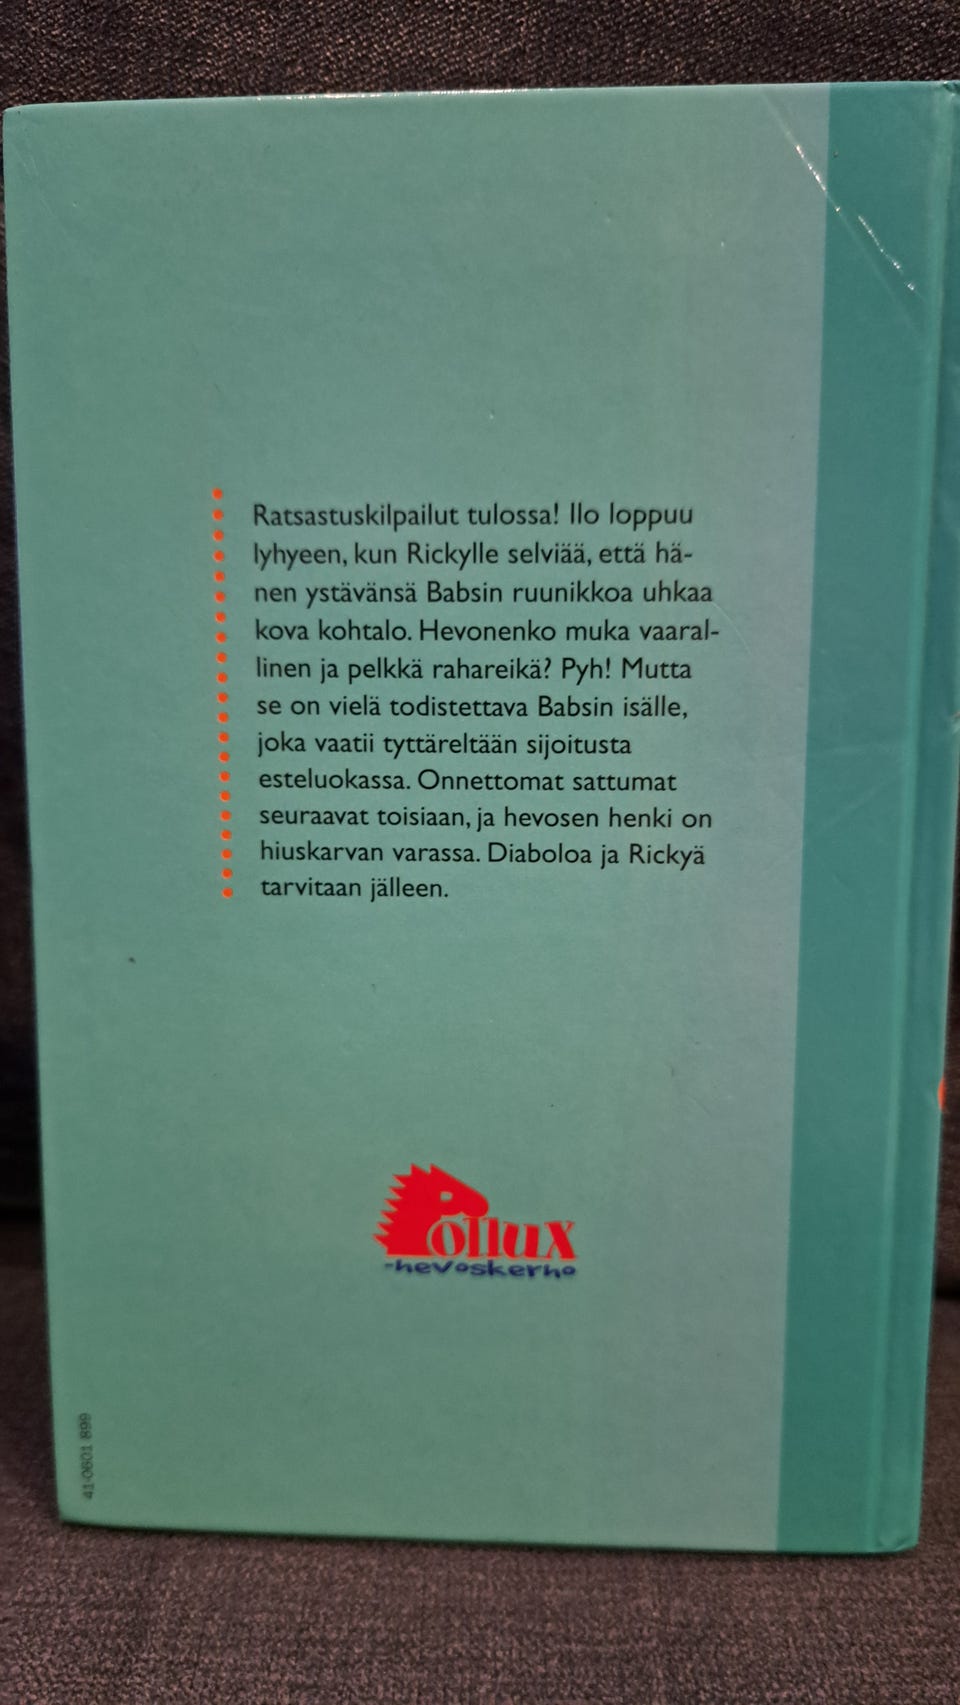 Ratsastuskilpailut tulossa! Ilo loppuu
lyhyeen, kun Rickylle selviää, että hä-
nen ystävänsä Babsin ruunikkoa uhkaa
kova kohtalo. Hevonenko muka vaaral-
linen ja pelkkä rahareikä? Pyh! Mutta
se on vielä todistettava Babsin isälle,
joka vaatii tyttäreltään sijoitusta
esteluokassa. Onnettomat sattumat
seuraavat toisiaan, ja hevosen henki on
hiuskarvan varassa. Diaboloa ja Rickyä
tarvitaan jälleen.
Pollux
-hevoskerho
41-0601 899